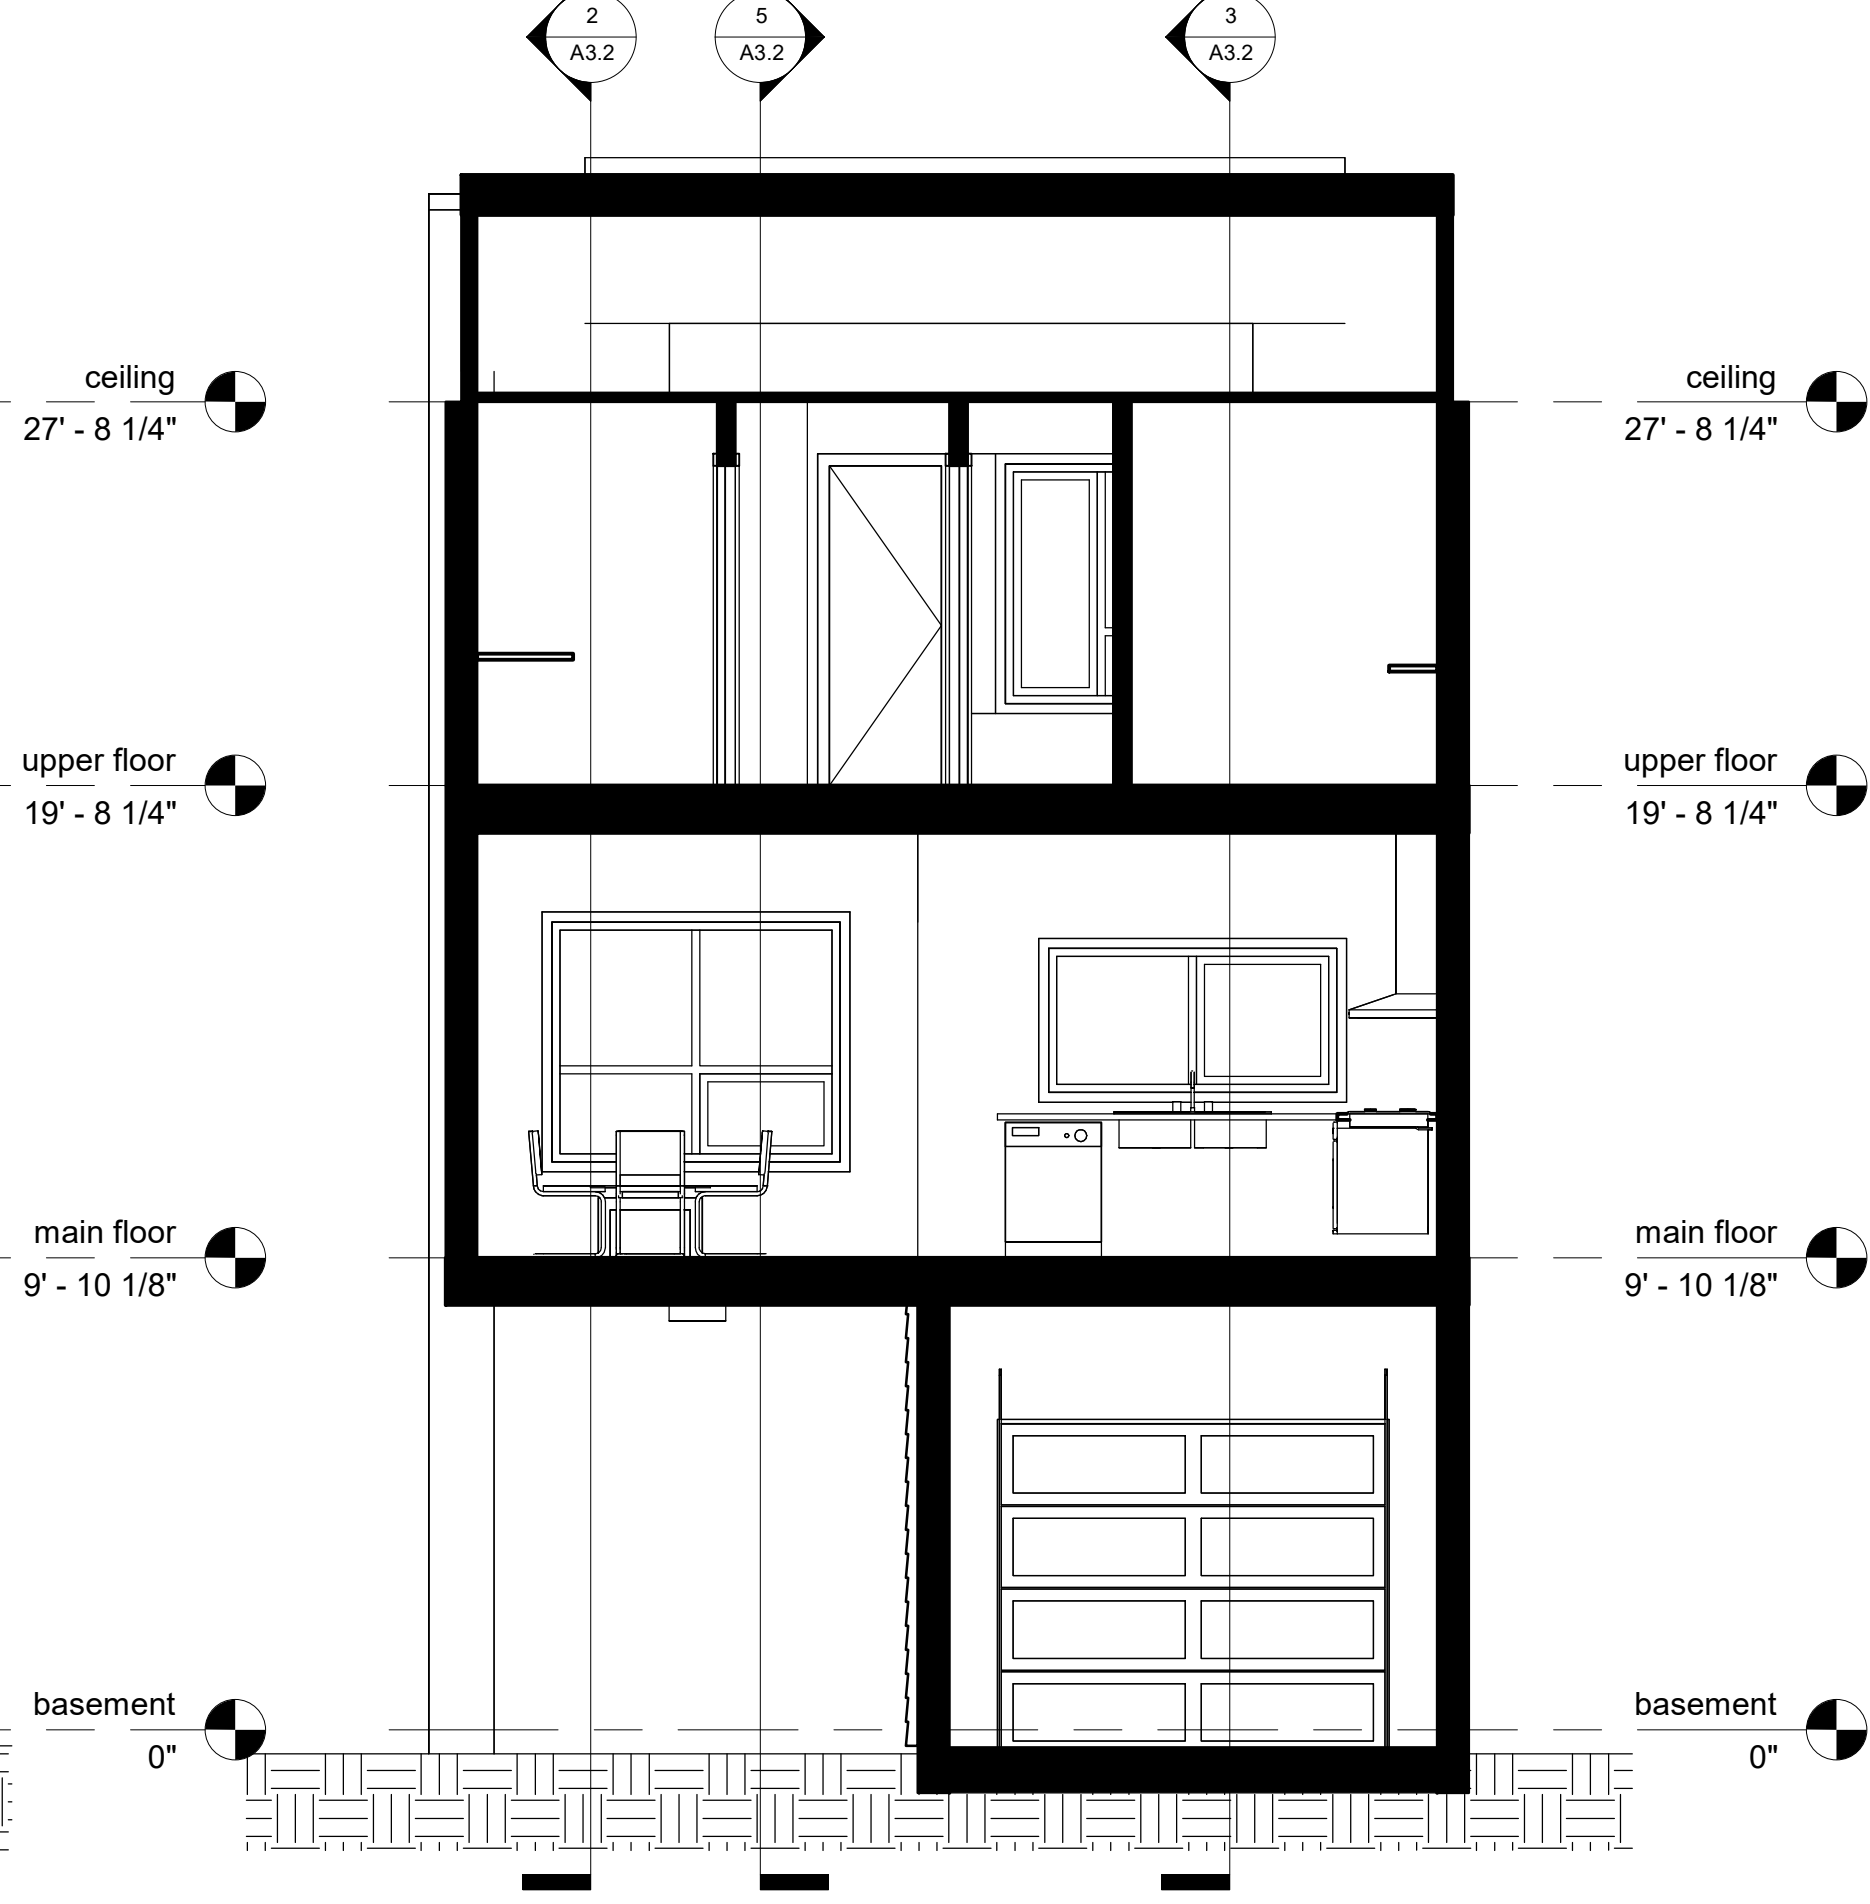 2
A3.2
5
A3.2
3
A3.2
ceiling
27' - 8 1/4"
ceiling
27' - 8 1/4"
upper floor
19' - 8 1/4"
upper floor
19' - 8 1/4"
main floor
9' - 10 1/8"
main floor
9' - 10 1/8"
basement
0"
basement
0"